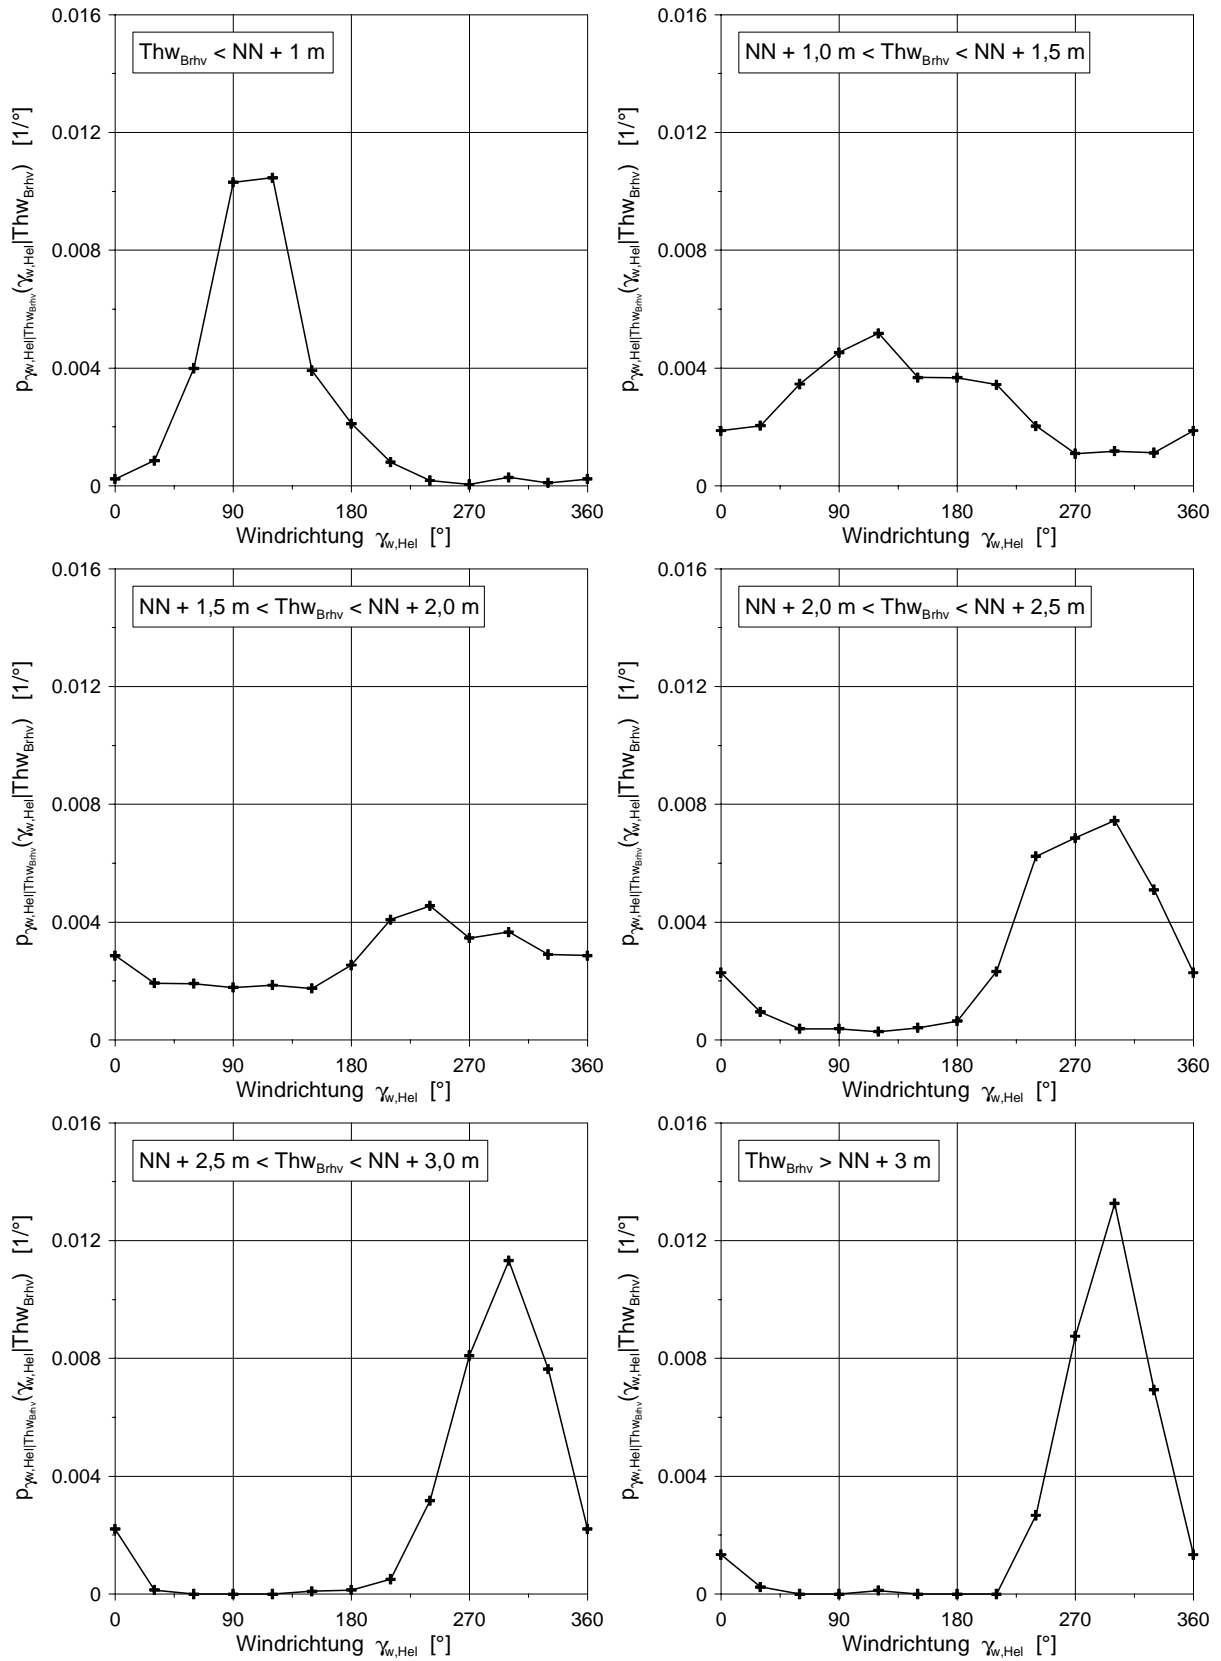 Thw_Brhv < NN + 1 m
0.016
0.012
0.008
0.004
0
p_γw,Hel|Thw_Brhv(γ_w,Hel|Thw_Brhv) [1/°]
0 90 180 270 360
Windrichtung γ_w,Hel [°]
NN + 1,0 m < Thw_Brhv < NN + 1,5 m
0.016
0.012
0.008
0.004
0
p_γw,Hel|Thw_Brhv(γ_w,Hel|Thw_Brhv) [1/°]
0 90 180 270 360
Windrichtung γ_w,Hel [°]
NN + 1,5 m < Thw_Brhv < NN + 2,0 m
0.016
0.012
0.008
0.004
0
p_γw,Hel|Thw_Brhv(γ_w,Hel|Thw_Brhv) [1/°]
0 90 180 270 360
Windrichtung γ_w,Hel [°]
NN + 2,0 m < Thw_Brhv < NN + 2,5 m
0.016
0.012
0.008
0.004
0
p_γw,Hel|Thw_Brhv(γ_w,Hel|Thw_Brhv) [1/°]
0 90 180 270 360
Windrichtung γ_w,Hel [°]
NN + 2,5 m < Thw_Brhv < NN + 3,0 m
0.016
0.012
0.008
0.004
0
p_γw,Hel|Thw_Brhv(γ_w,Hel|Thw_Brhv) [1/°]
0 90 180 270 360
Windrichtung γ_w,Hel [°]
Thw_Brhv > NN + 3 m
0.016
0.012
0.008
0.004
0
p_γw,Hel|Thw_Brhv(γ_w,Hel|Thw_Brhv) [1/°]
0 90 180 270 360
Windrichtung γ_w,Hel [°]